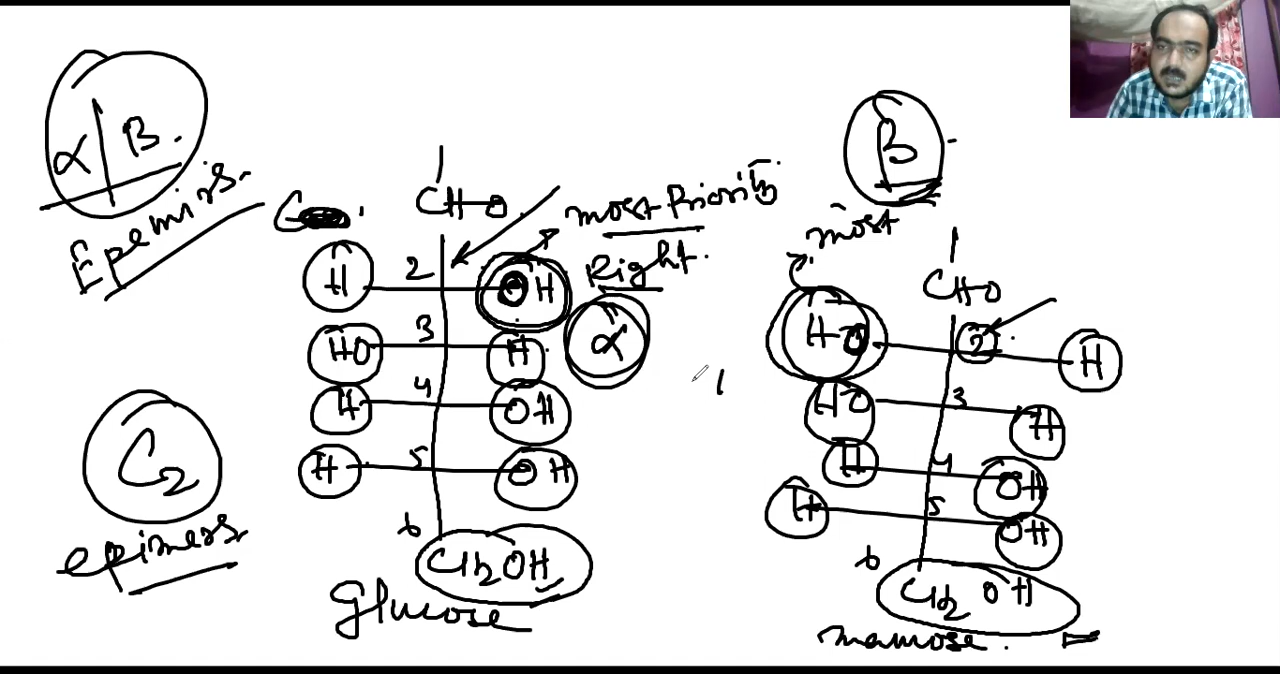 α | B.
Epemirs.
C2
epimers
CHO
most Priority
Right.
α
H 2 OH
HO 3 H
H 4 OH
H 5 OH
6 CH2OH
Glucose
B
most
CHO
HO 2 H
HO 3 H
H 4 OH
H 5 OH
6 CH2OH
mamose.